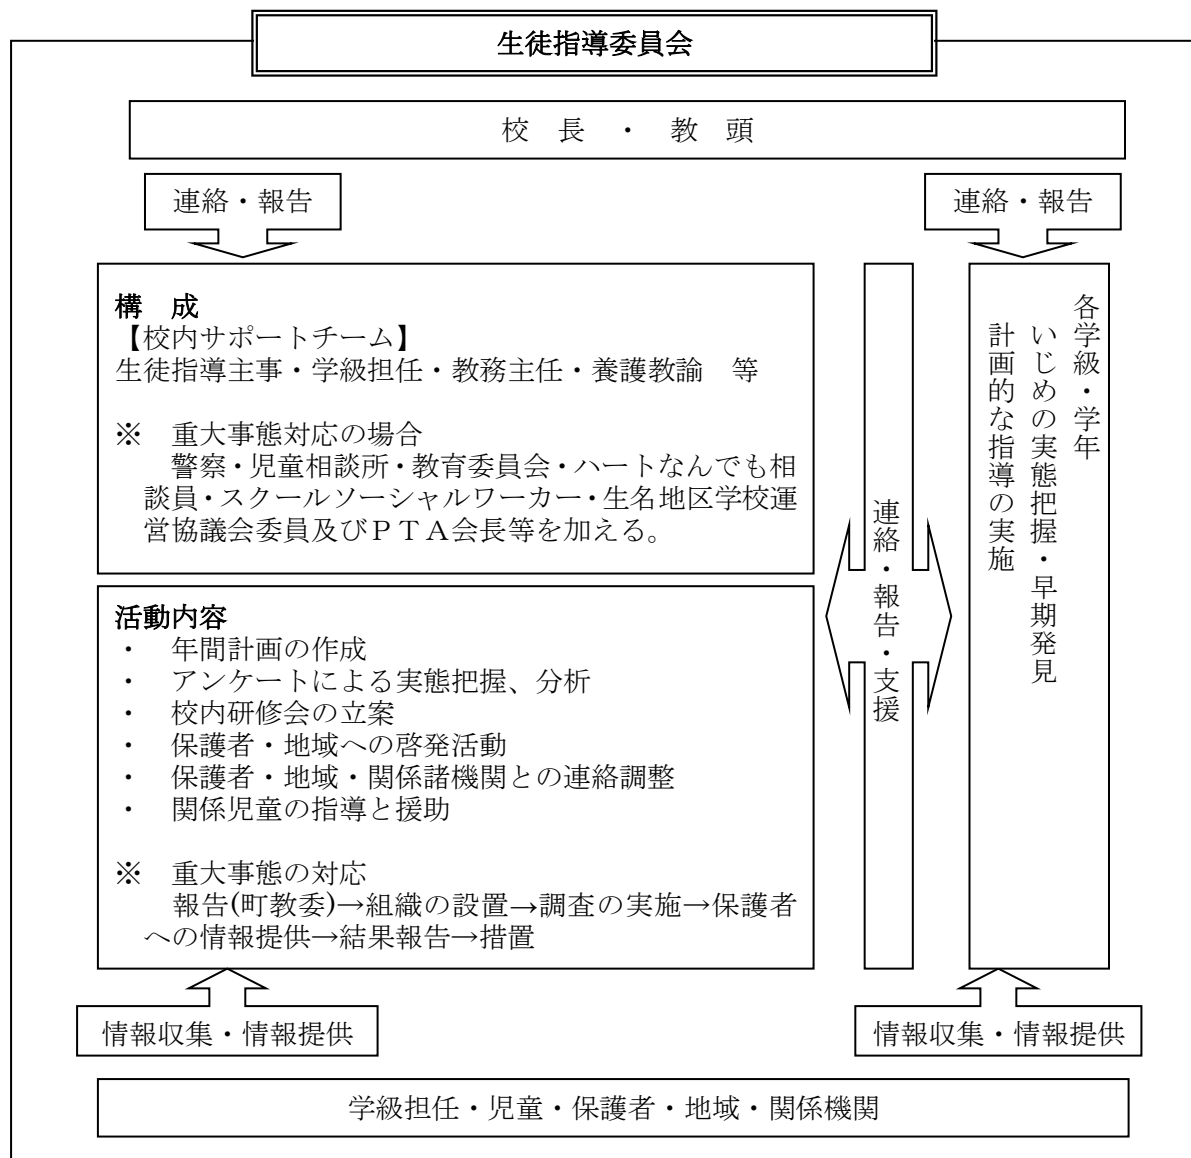 生徒指導委員会
校　長　・　教　頭
連絡・報告
連絡・報告
構　成
【校内サポートチーム】
生徒指導主事・学級担任・教務主任・養護教諭　等
※　重大事態対応の場合
警察・児童相談所・教育委員会・ハートなんでも相
談員・スクールソーシャルワーカー・生名地区学校運
営協議会委員及びＰＴＡ会長等を加える。
活動内容
・　年間計画の作成
・　アンケートによる実態把握、分析
・　校内研修会の立案
・　保護者・地域への啓発活動
・　保護者・地域・関係諸機関との連絡調整
・　関係児童の指導と援助
※　重大事態の対応
報告(町教委)→組織の設置→調査の実施→保護者
への情報提供→結果報告→措置
連絡・報告・支援
各学級・学年
いじめの実態把握・早期発見
計画的な指導の実施
情報収集・情報提供
情報収集・情報提供
学級担任・児童・保護者・地域・関係機関